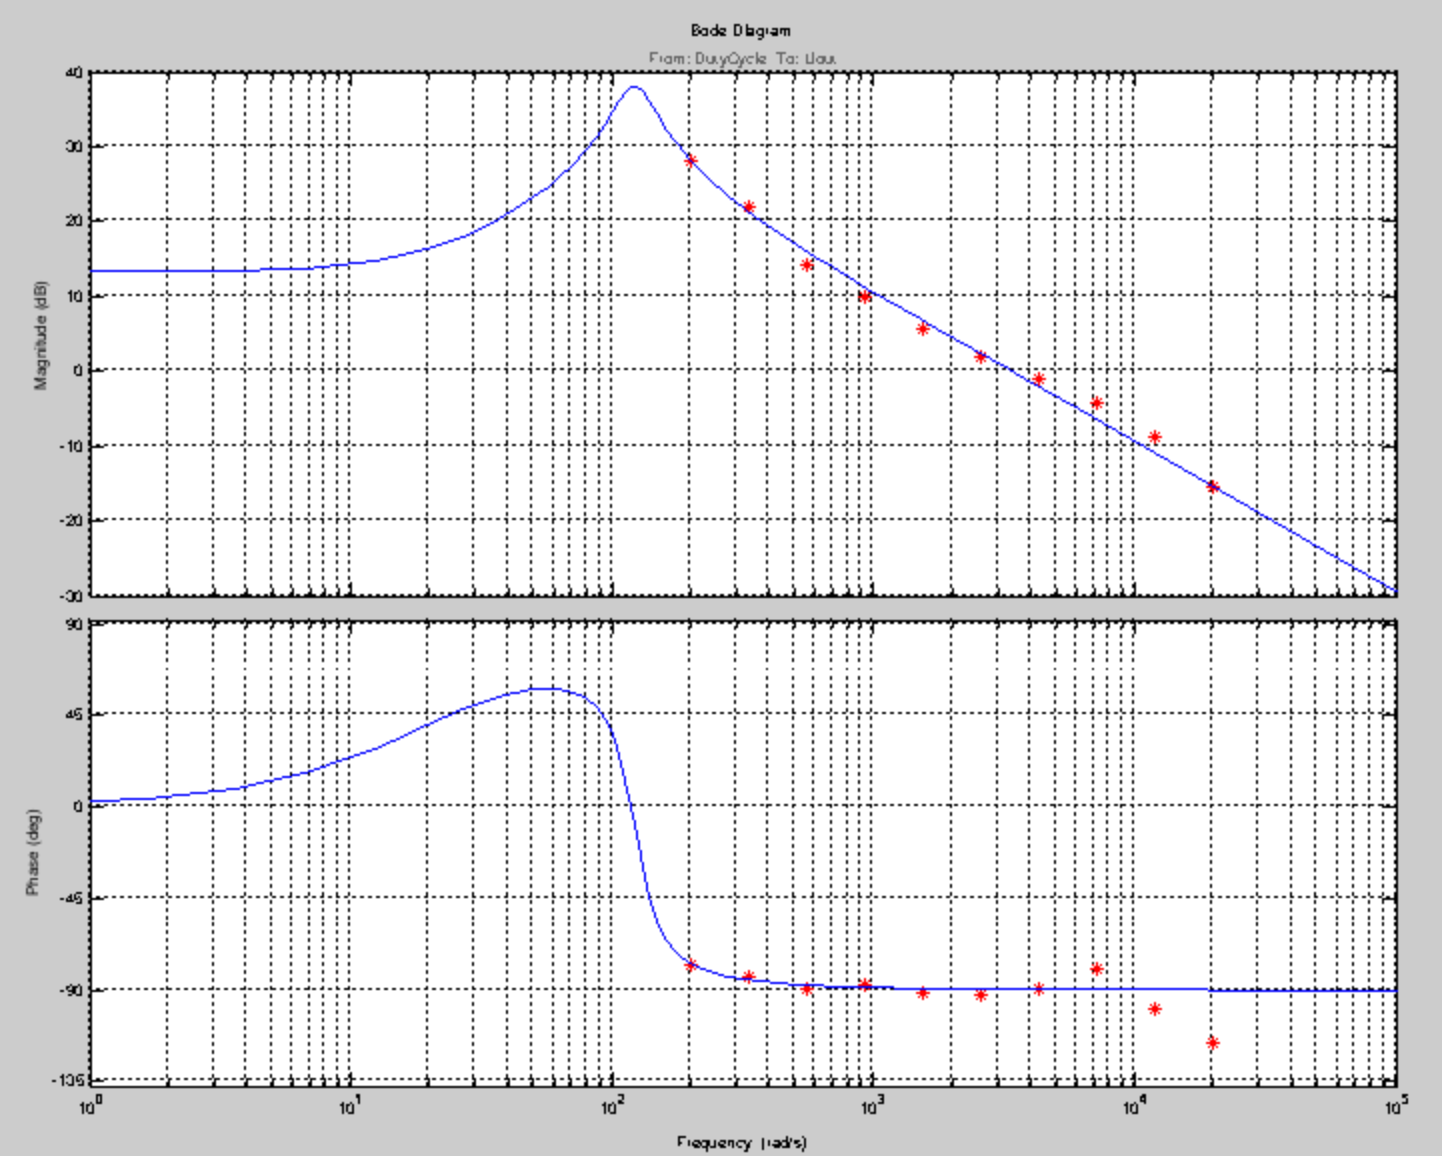 Bode Diagram
From: DutyCycle To: Uout
40
30
20
10
0
-10
-20
-30
Magnitude (dB)
90
45
0
-45
-90
-135
Phase (deg)
10^0 10^1 10^2 10^3 10^4 10^5
Frequency (rad/s)